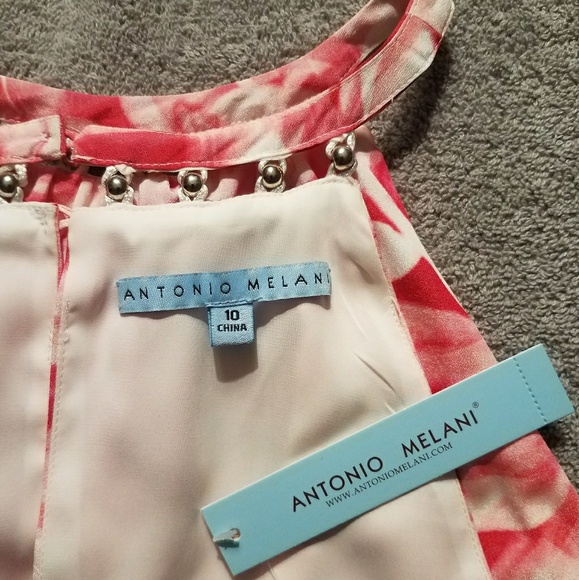 ANTONIO MELANI
10
CHINA
ANTONIO MELANI®
WWW.ANTONIOMELANI.COM